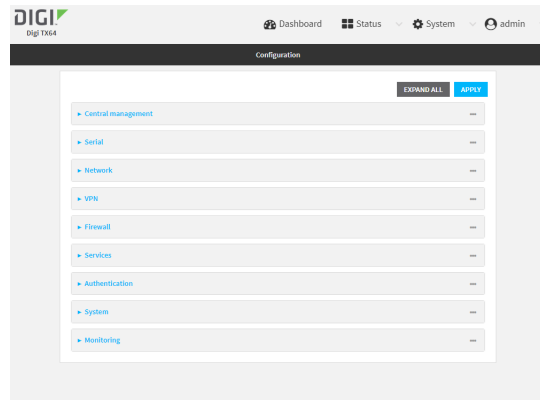 DIGI
Digi TX64
Dashboard Status System admin
Configuration
EXPAND ALL APPLY
Central management
Serial
Network
VPN
Firewall
Services
Authentication
System
Monitoring